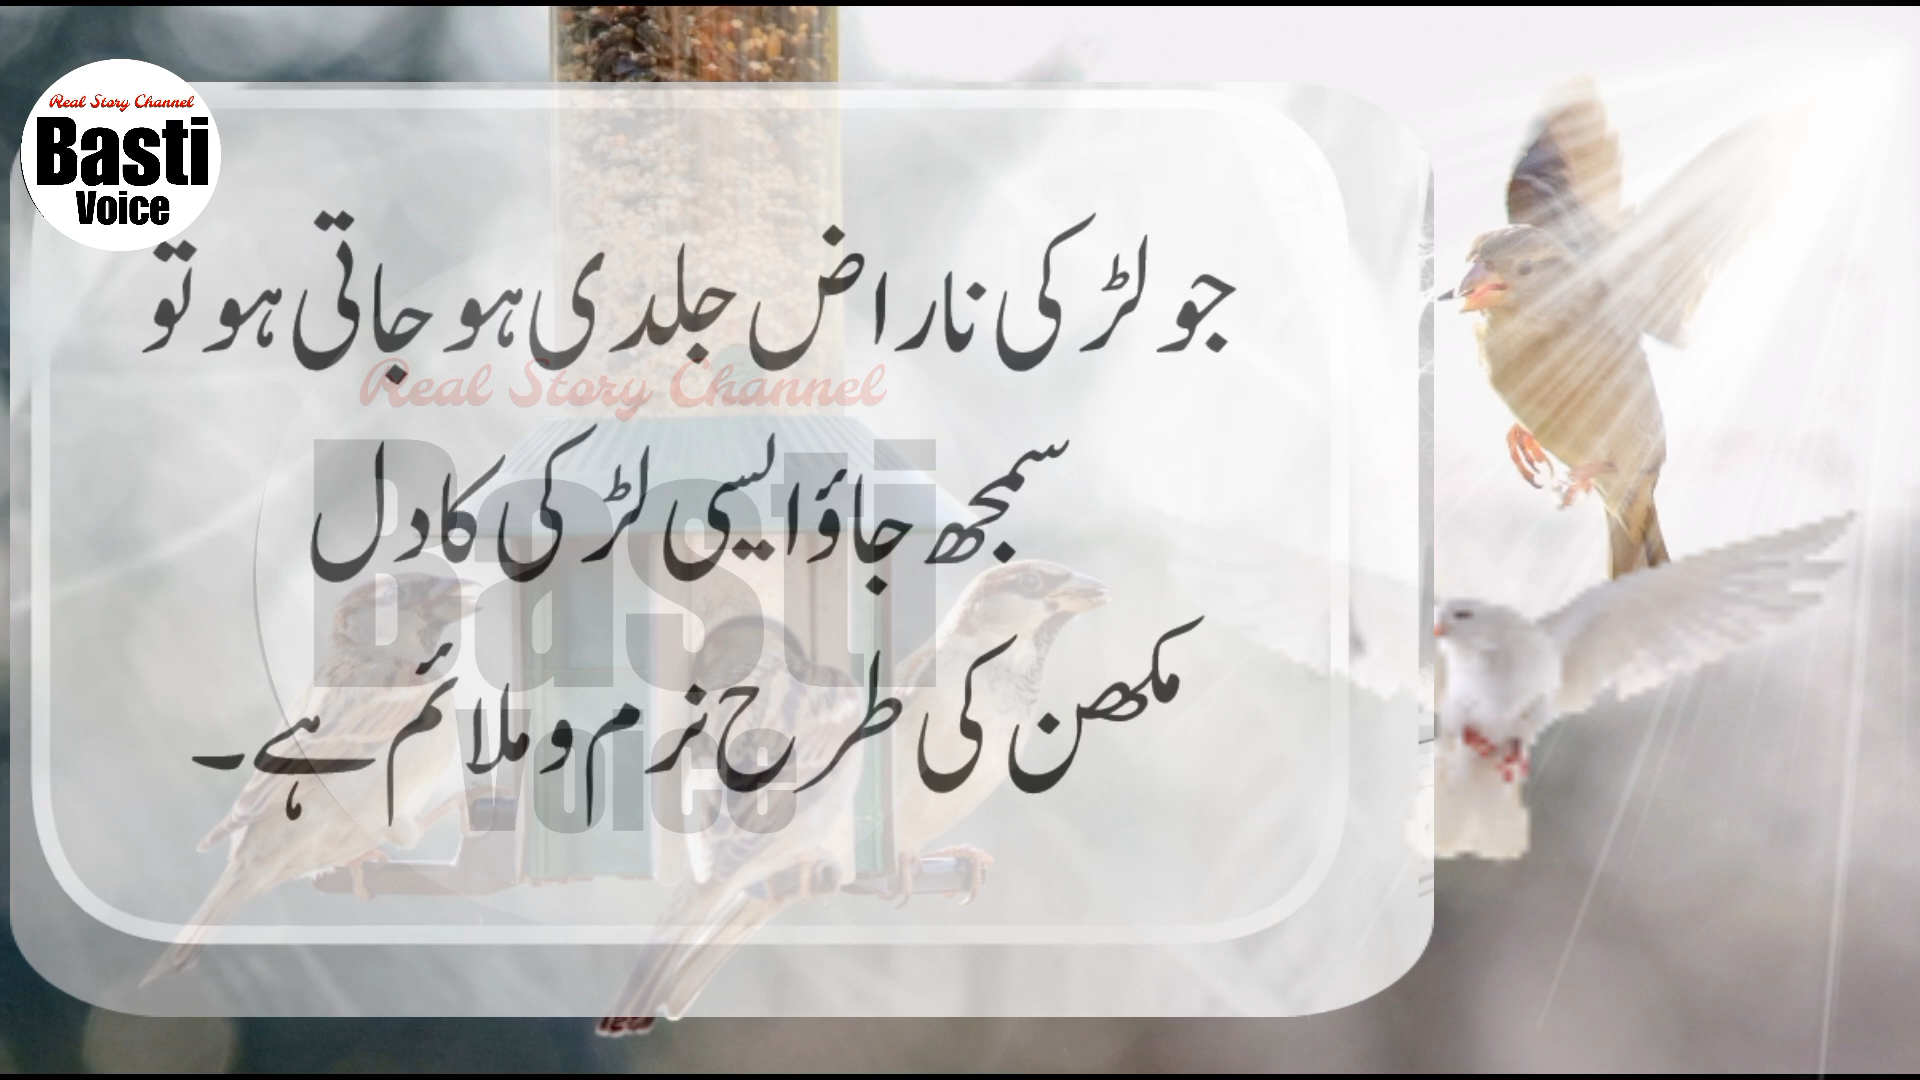 Real Story Channel
Basti
Voice
جو لڑکی ناراض جلدی ہو جاتی ہو تو
Real Story Channel
سمجھ جاؤ ایسی لڑکی کا دل
Basti
مکھن کی طرح نرم و ملائم ہے۔
Voice